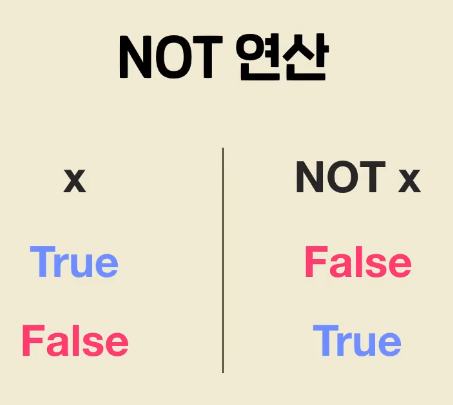 NOT 연산
x NOT x
True False
False True